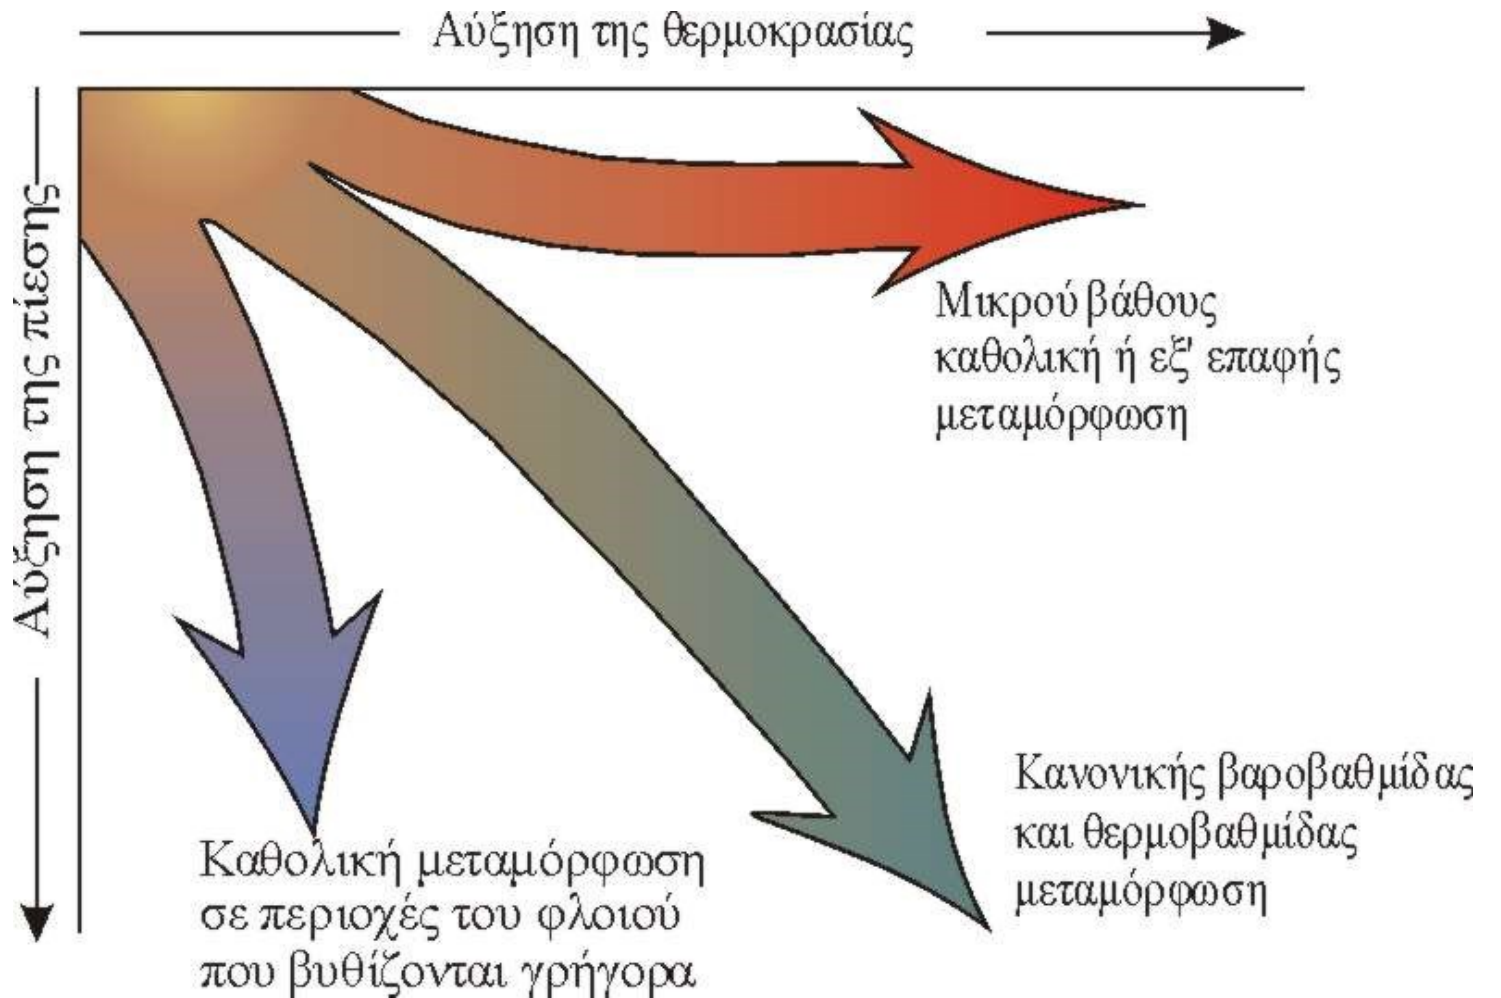 Αύξηση της θερμοκρασίας
Αύξηση της πίεσης
Μικρού βάθους
καθολική ή εξ' επαφής
μεταμόρφωση
Κανονικής βαροβαθμίδας
και θερμοβαθμίδας
μεταμόρφωση
Καθολική μεταμόρφωση
σε περιοχές του φλοιού
που βυθίζονται γρήγορα